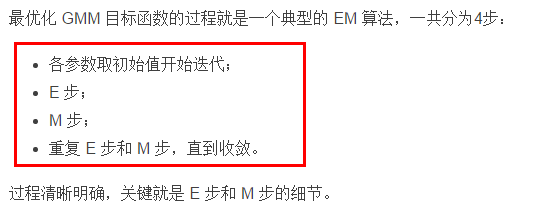 最优化 GMM 目标函数的过程就是一个典型的 EM 算法，一共分为4步：
• 各参数取初始值开始迭代；
• E 步；
• M 步；
• 重复 E 步和 M 步，直到收敛。
过程清晰明确，关键就是 E 步和 M 步的细节。